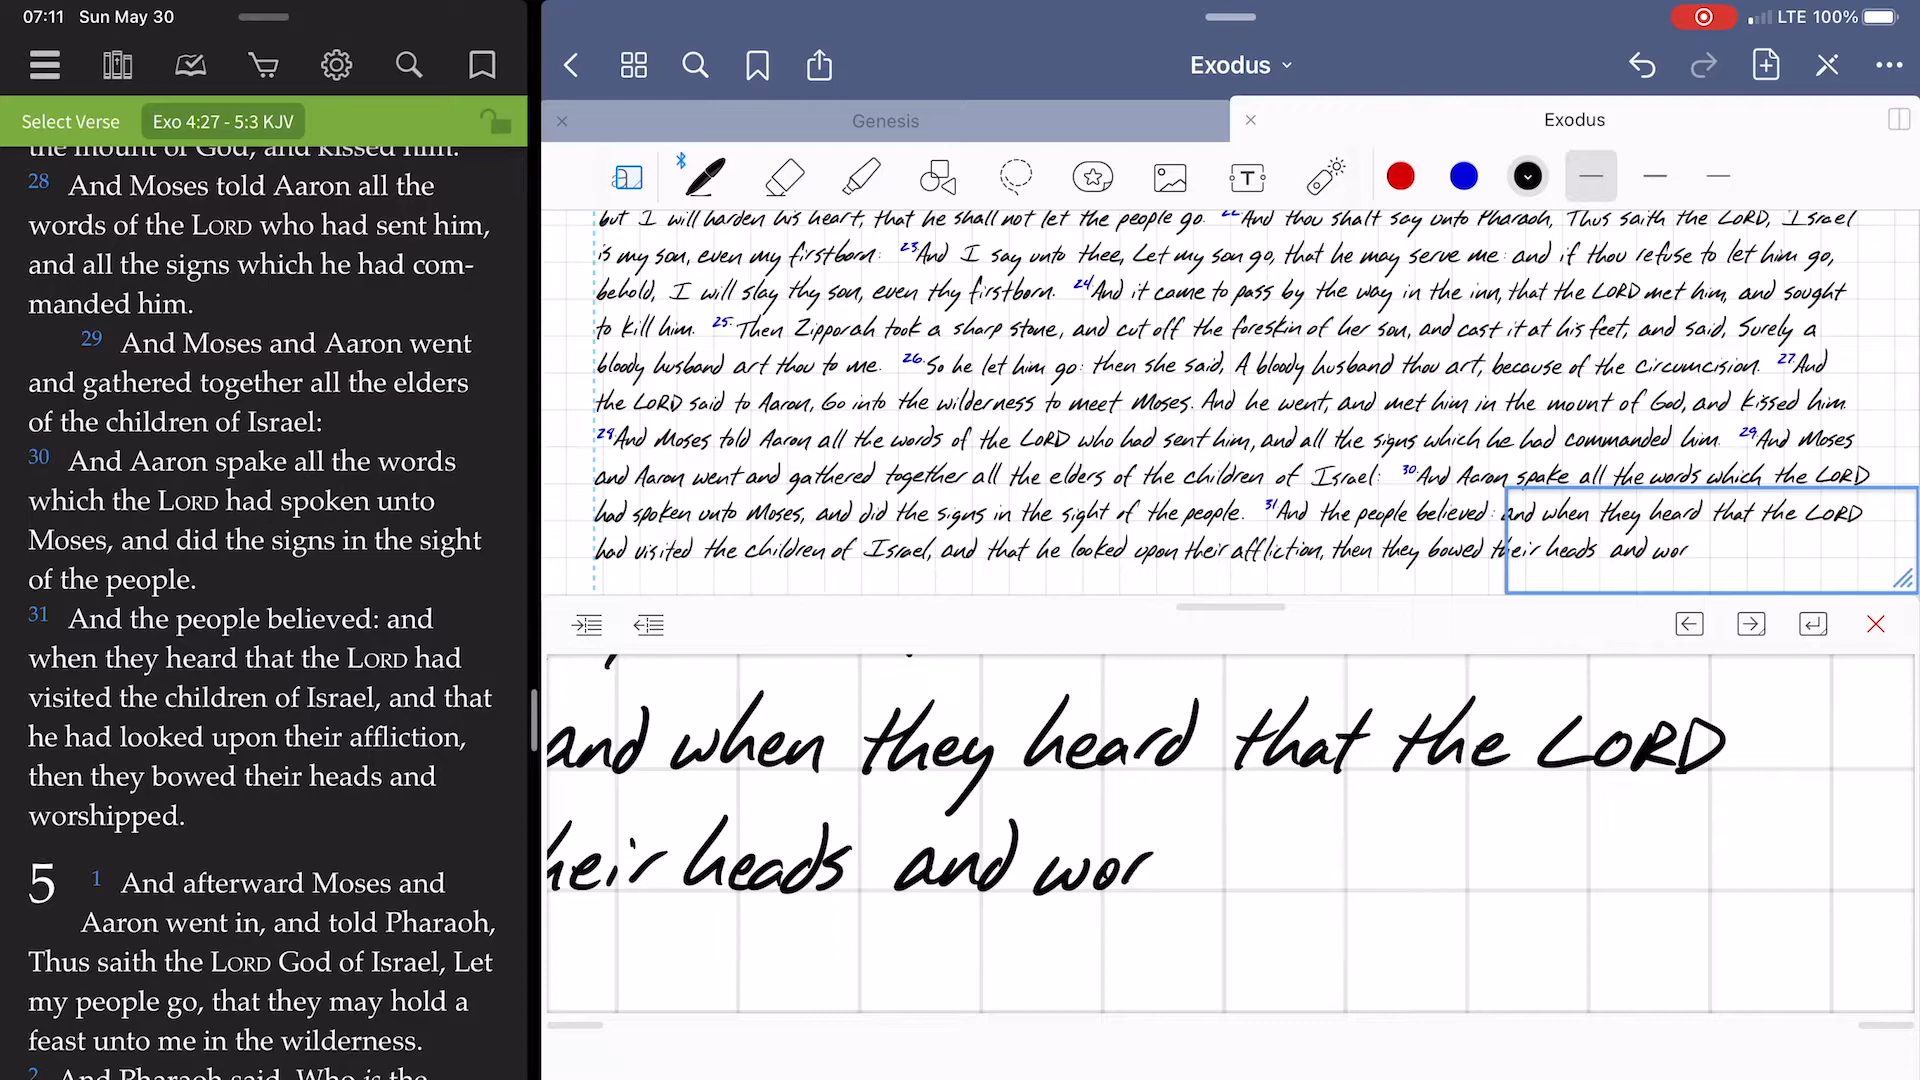 07:11 Sun May 30
LTE 100%
Exodus
Select Verse
Exo 4:27 - 5:3 KJV
Genesis
Exodus
T
the mount of God, and kissed him.
28 And Moses told Aaron all the
words of the LORD who had sent him,
and all the signs which he had com-
manded him.
29 And Moses and Aaron went
and gathered together all the elders
of the children of Israel:
30 And Aaron spake all the words
which the LORD had spoken unto
Moses, and did the signs in the sight
of the people.
31 And the people believed: and
when they heard that the LORD had
visited the children of Israel, and that
he had looked upon their affliction,
then they bowed their heads and
worshipped.
5 1 And afterward Moses and
Aaron went in, and told Pharaoh,
Thus saith the LORD God of Israel, Let
my people go, that they may hold a
feast unto me in the wilderness.
2 And Pharaoh said, Who is the
but I will harden his heart, that he shall not let the people go. 22 And thou shalt say unto Pharaoh, Thus saith the LORD, Israel
is my son, even my firstborn: 23 And I say unto thee, Let my son go, that he may serve me: and if thou refuse to let him go,
behold, I will slay thy son, even thy firstborn. 24 And it came to pass by the way in the inn, that the LORD met him, and sought
to kill him. 25 Then Zipporah took a sharp stone, and cut off the foreskin of her son, and cast it at his feet, and said, Surely a
bloody husband art thou to me. 26 So he let him go: then she said, A bloody husband thou art, because of the circumcision. 27 And
the LORD said to Aaron, Go into the wilderness to meet Moses. And he went, and met him in the mount of God, and kissed him.
28 And Moses told Aaron all the words of the LORD who had sent him, and all the signs which he had commanded him. 29 And Moses
and Aaron went and gathered together all the elders of the children of Israel: 30 And Aaron spake all the words which the LORD
had spoken unto Moses, and did the signs in the sight of the people. 31 And the people believed: and when they heard that the LORD
had visited the children of Israel, and that he looked upon their affliction, then they bowed their heads and wor
and when they heard that the LORD
heir heads and wor